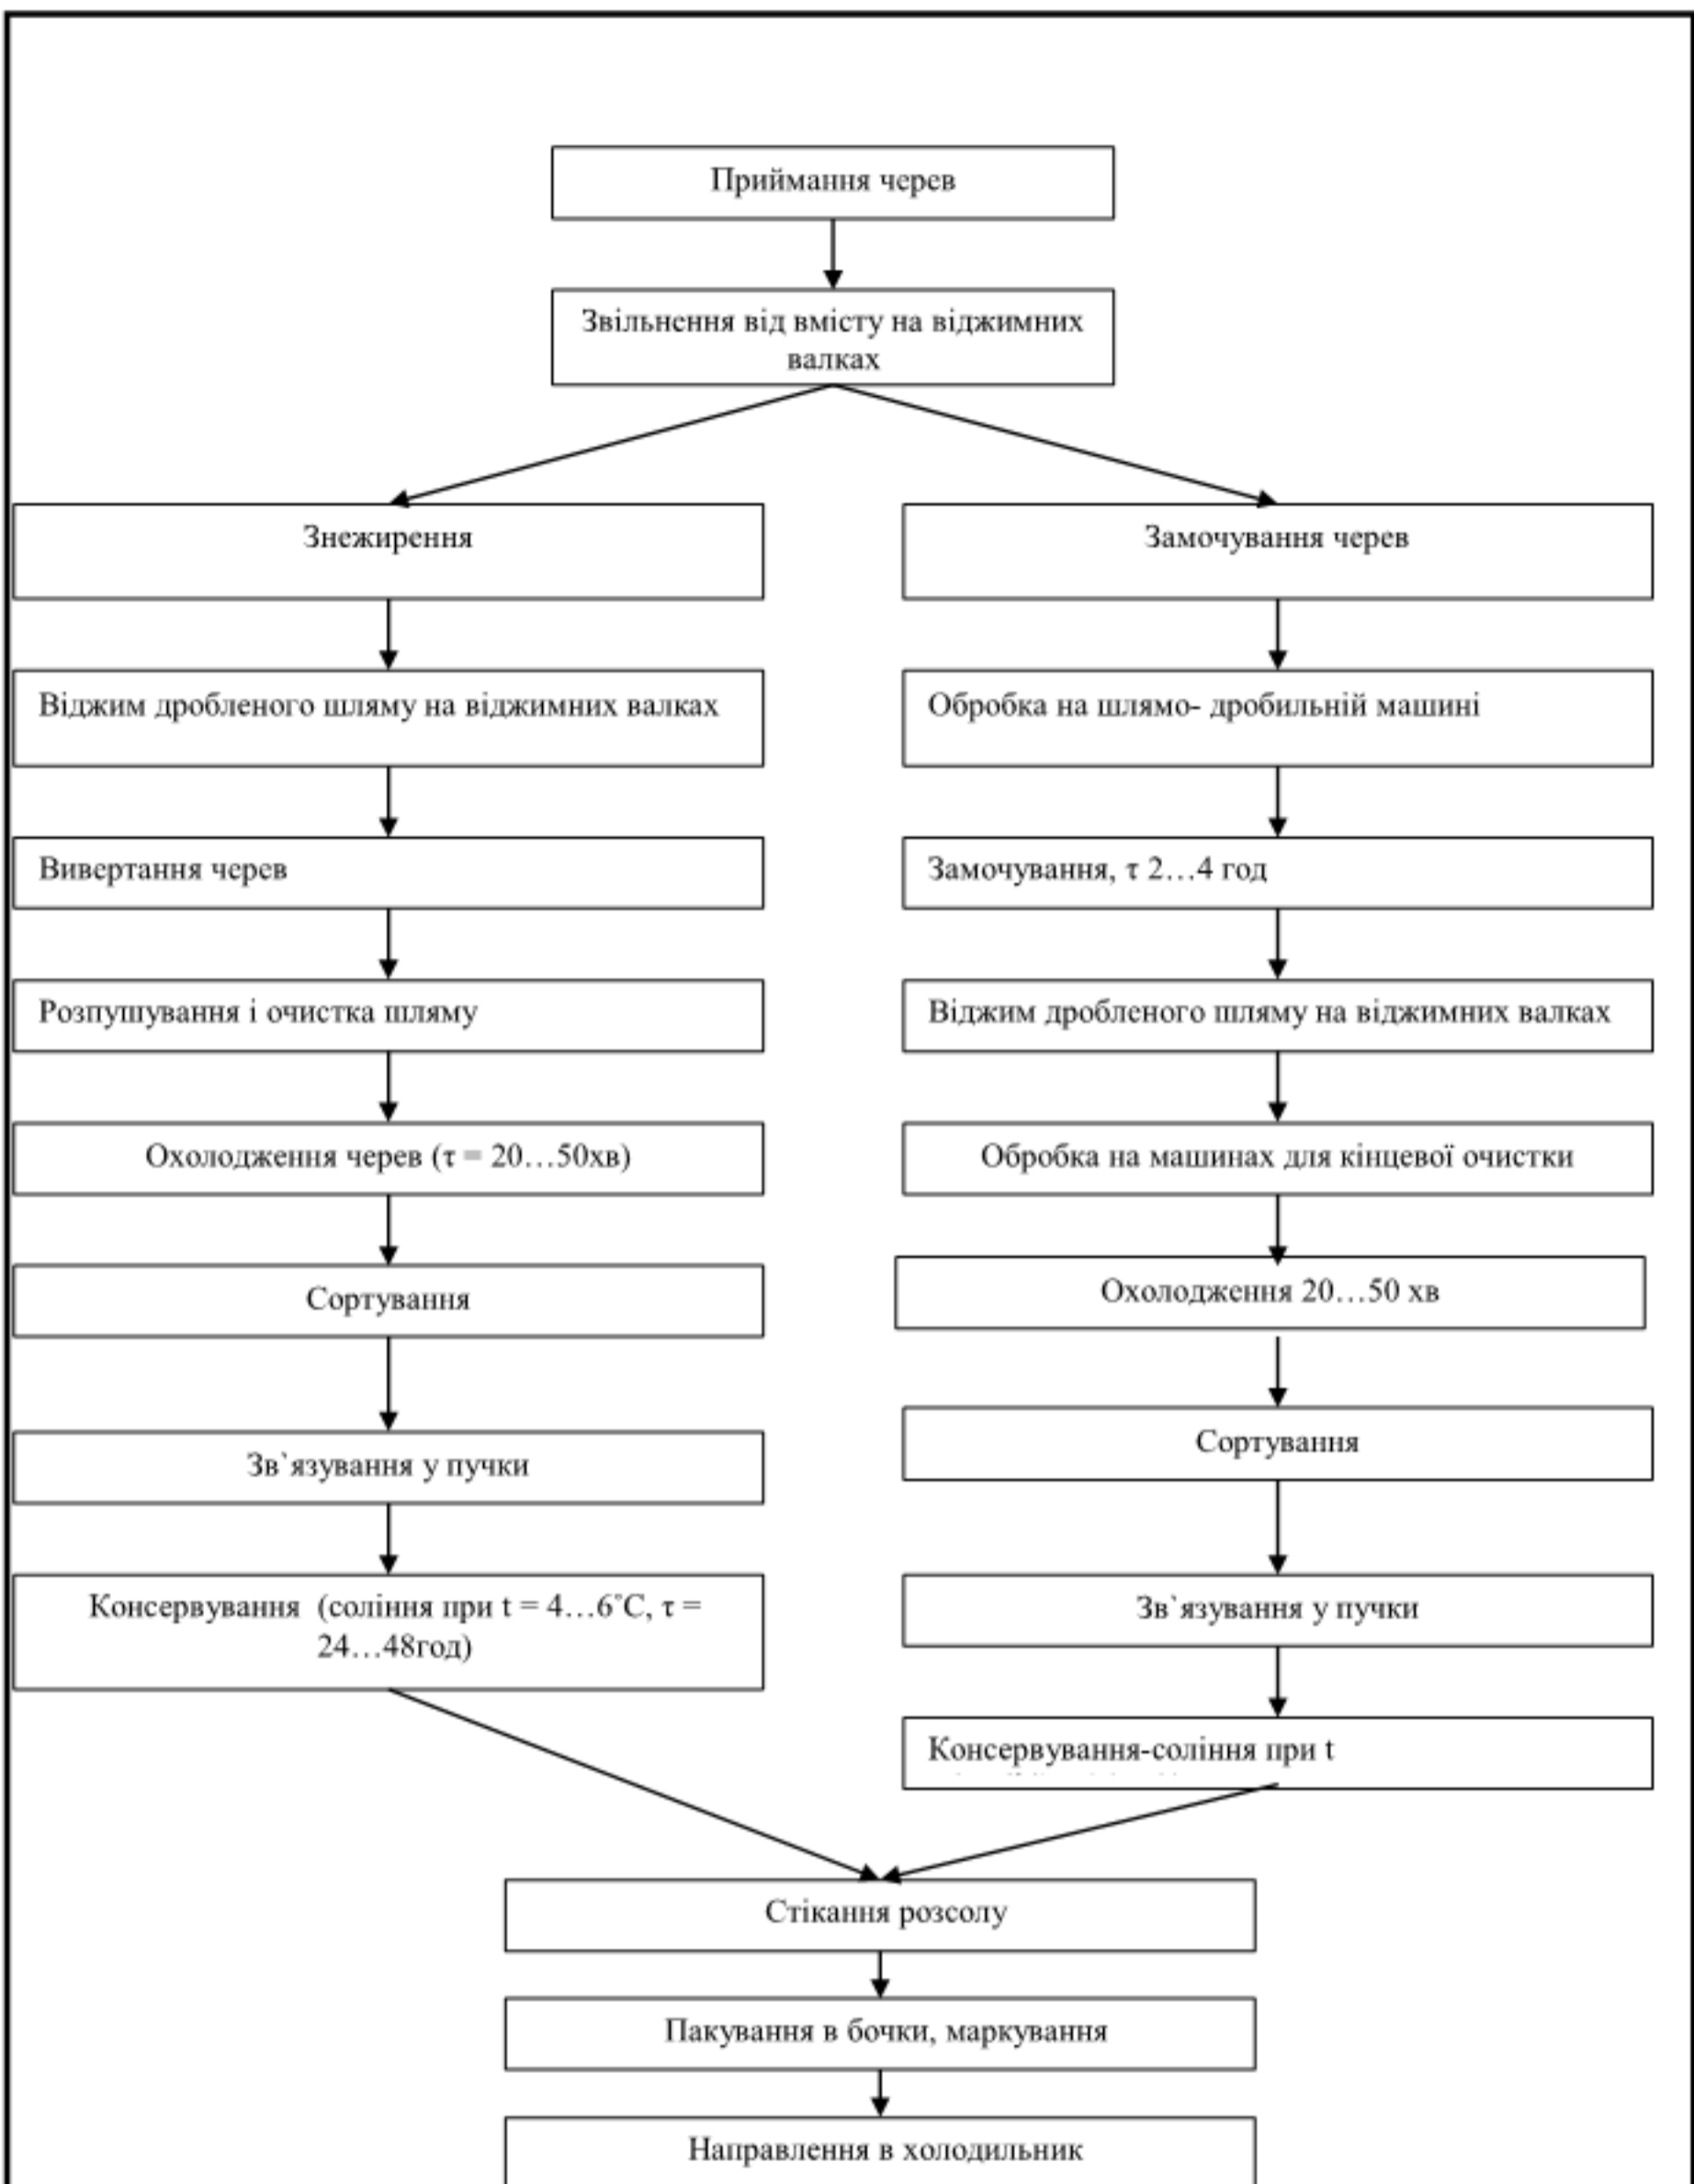 Приймання черев
Звільнення від вмісту на віджимних
валках
Знежирення
Віджим дробленого шляму на віджимних валках
Вивертання черев
Розпушування і очистка шляму
Охолодження черев (τ = 20…50хв)
Сортування
Зв`язування у пучки
Консервування (соління при t = 4…6˚С, τ =
24…48год)
Замочування черев
Обробка на шлямо- дробильній машині
Замочування, τ 2…4 год
Віджим дробленого шляму на віджимних валках
Обробка на машинах для кінцевої очистки
Охолодження 20…50 хв
Сортування
Зв`язування у пучки
Консервування-соління при t
Стікання розсолу
Пакування в бочки, маркування
Направлення в холодильник